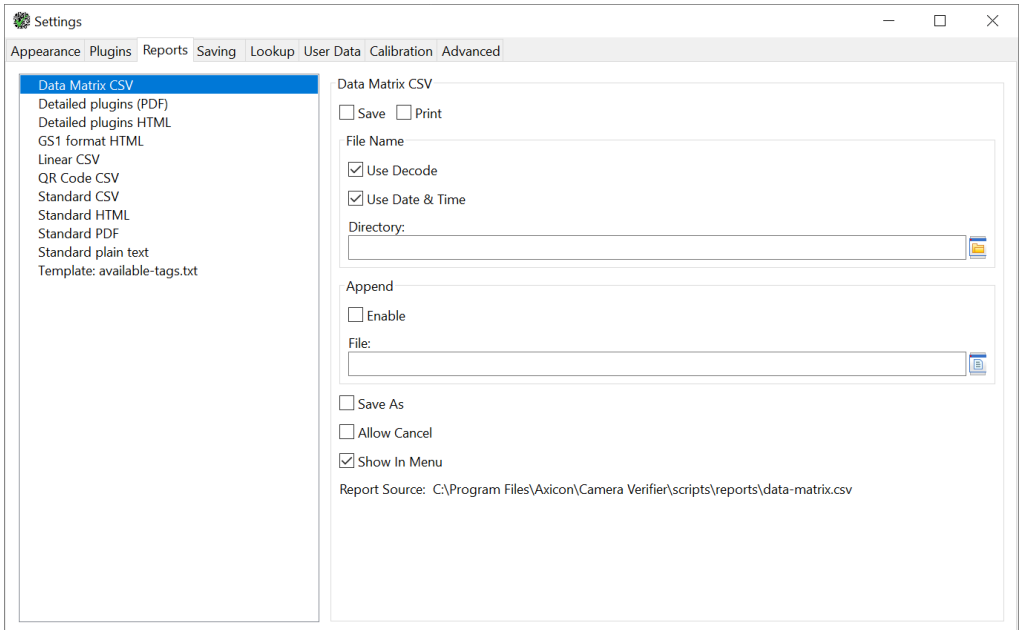 Settings
Appearance Plugins Reports Saving Lookup User Data Calibration Advanced
Data Matrix CSV
Detailed plugins (PDF)
Detailed plugins HTML
GS1 format HTML
Linear CSV
QR Code CSV
Standard CSV
Standard HTML
Standard PDF
Standard plain text
Template: available-tags.txt
Data Matrix CSV
Save Print
File Name
Use Decode
Use Date & Time
Directory:
Append
Enable
File:
Save As
Allow Cancel
Show In Menu
Report Source: C:\Program Files\Axicon\Camera Verifier\scripts\reports\data-matrix.csv